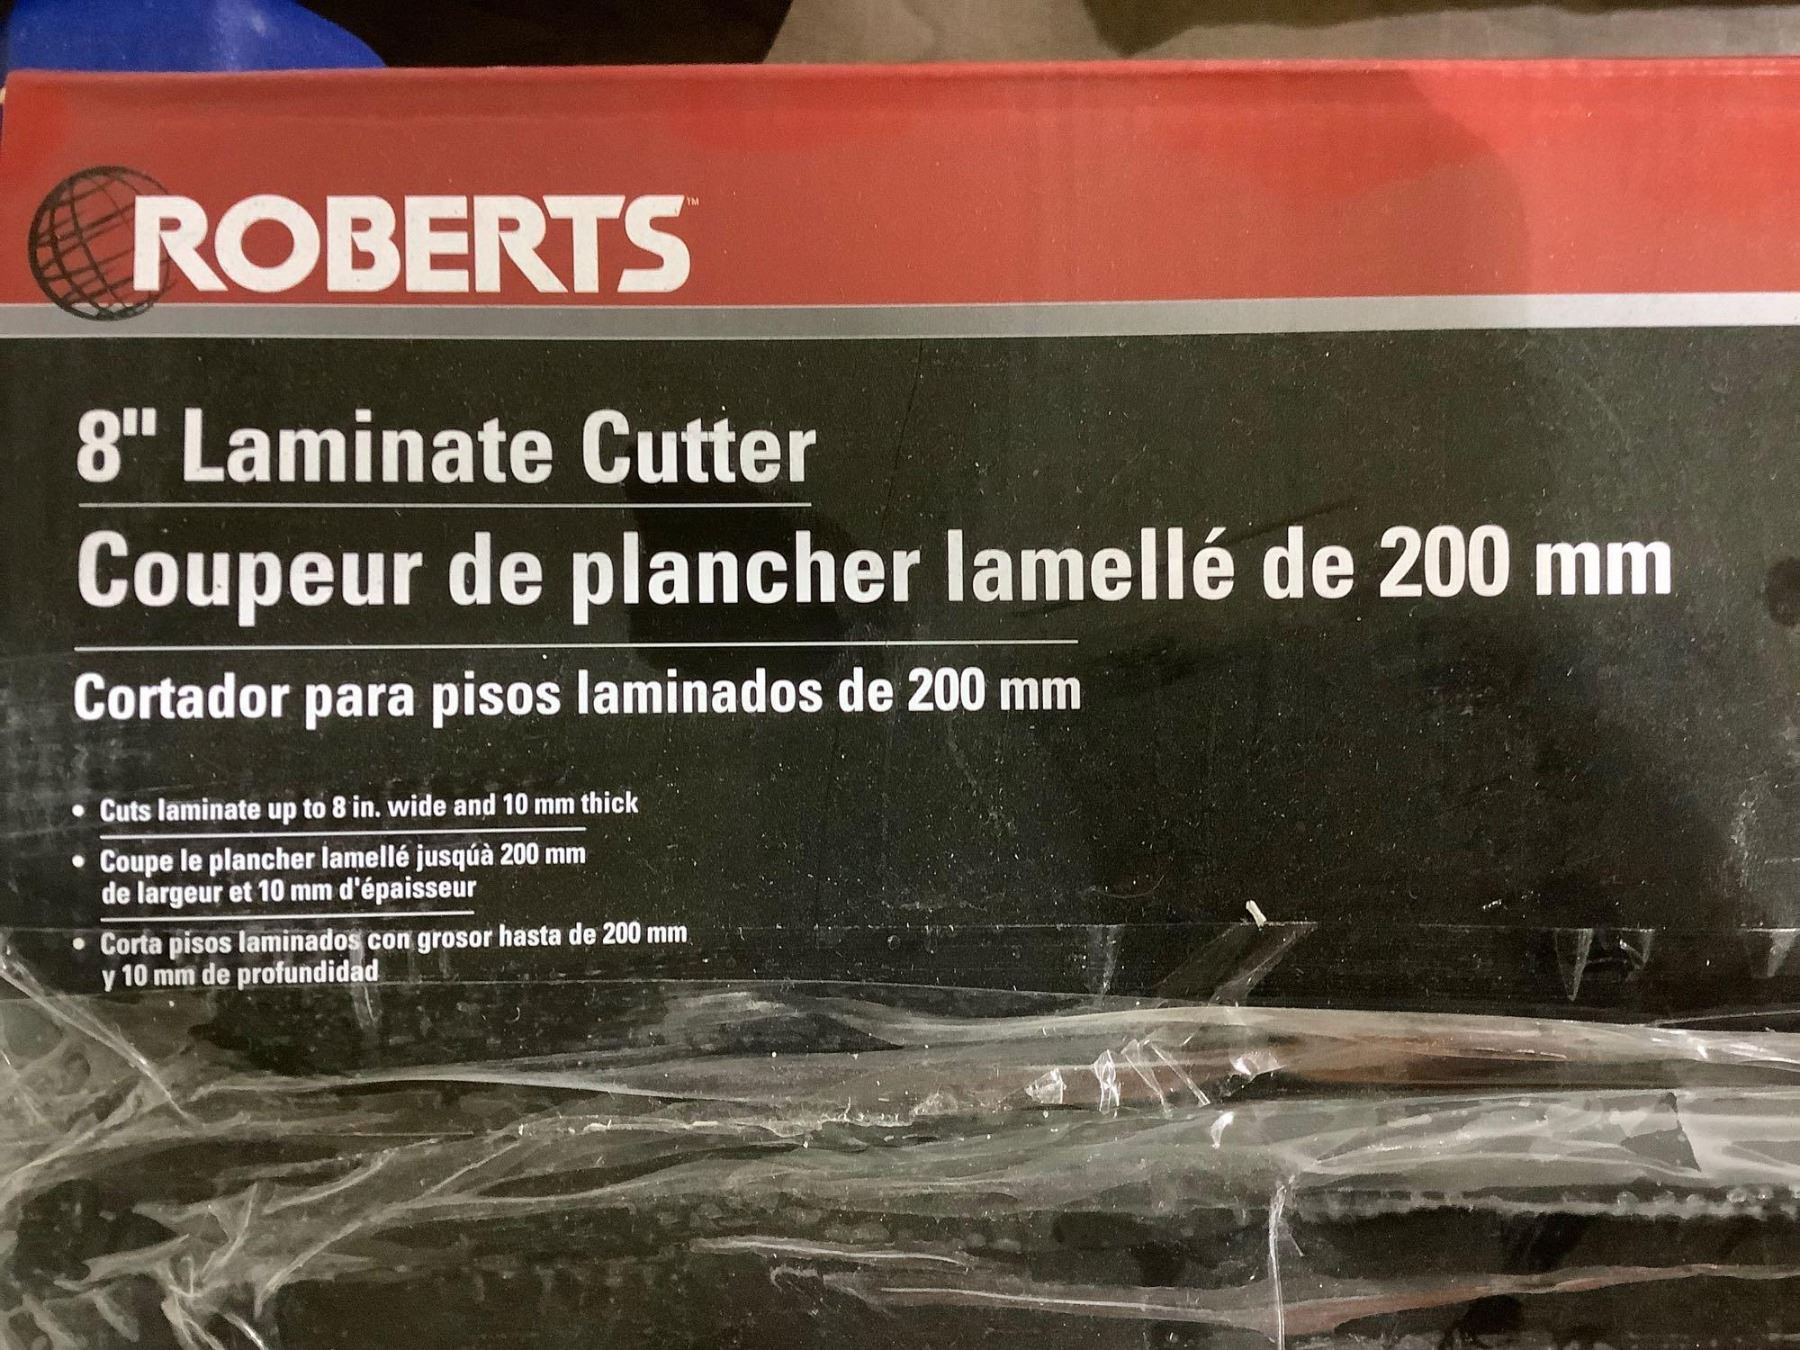 ROBERTS™
8" Laminate Cutter
Coupeur de plancher lamellé de 200 mm
Cortador para pisos laminados de 200 mm
• Cuts laminate up to 8 in. wide and 10 mm thick
• Coupe le plancher lamellé jusqúà 200 mm
de largeur et 10 mm d'épaisseur
• Corta pisos laminados con grosor hasta de 200 mm
y 10 mm de profundidad